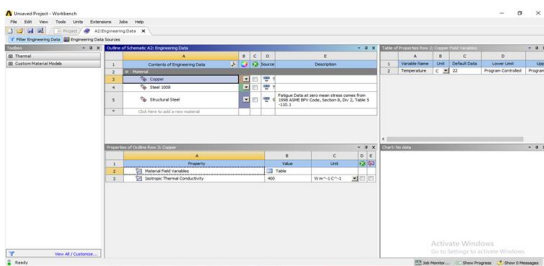 Unsaved Project - Workbench
File Edit View Tools Units Extensions Jobs Help
Project A2:Engineering Data
Filter Engineering Data Engineering Data Sources
Toolbox
Thermal
Custom Material Models
View All / Customize...
Outline of Schematic A2: Engineering Data
A B C D E
1 Contents of Engineering Data Source Description
2 Material
3 Copper
4 Steel 1008
5 Structural Steel Fatigue Data at zero mean stress comes from 1998 ASME BPV Code, Section 8, Div 2, Table 5-110.1
* Click here to add a new material
Properties of Outline Row 3: Copper
A B C D E
1 Property Value Unit
2 Material Field Variables Table
3 Isotropic Thermal Conductivity 400 W m^-1 C^-1
Table of Properties Row 2: Copper Field Variables
A B C D
1 Variable Name Unit Default Data Lower Limit Upp
2 Temperature C 22 Program Controlled Program
Chart: No data
Activate Windows
Go to Settings to activate Windows.
Ready
Job Monitor... Show Progress Show 0 Messages